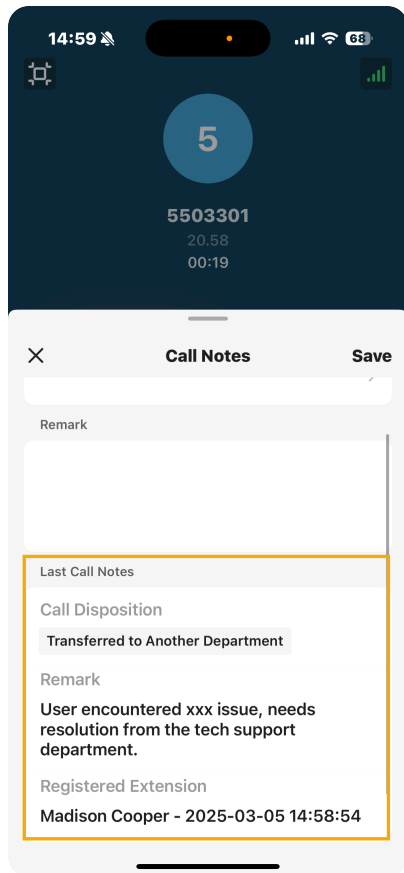 14:59
68
5
5503301
20.58
00:19
Call Notes
Save
Remark
Last Call Notes
Call Disposition
Transferred to Another Department
Remark
User encountered xxx issue, needs
resolution from the tech support
department.
Registered Extension
Madison Cooper - 2025-03-05 14:58:54